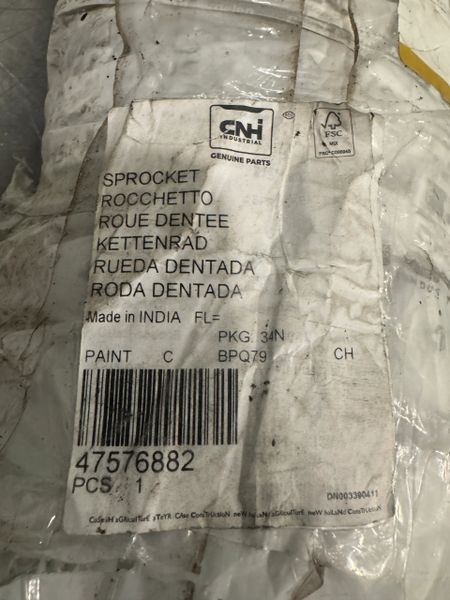 CNH
INDUSTRIAL
GENUINE PARTS
FSC
MIX
SPROCKET
ROCCHETTO
ROUE DENTEE
KETTENRAD
RUEDA DENTADA
RODA DENTADA
Made in INDIA FL=
PKG. 34N
PAINT C BPQ79 CH
47576882
PCS 1
DN003390411